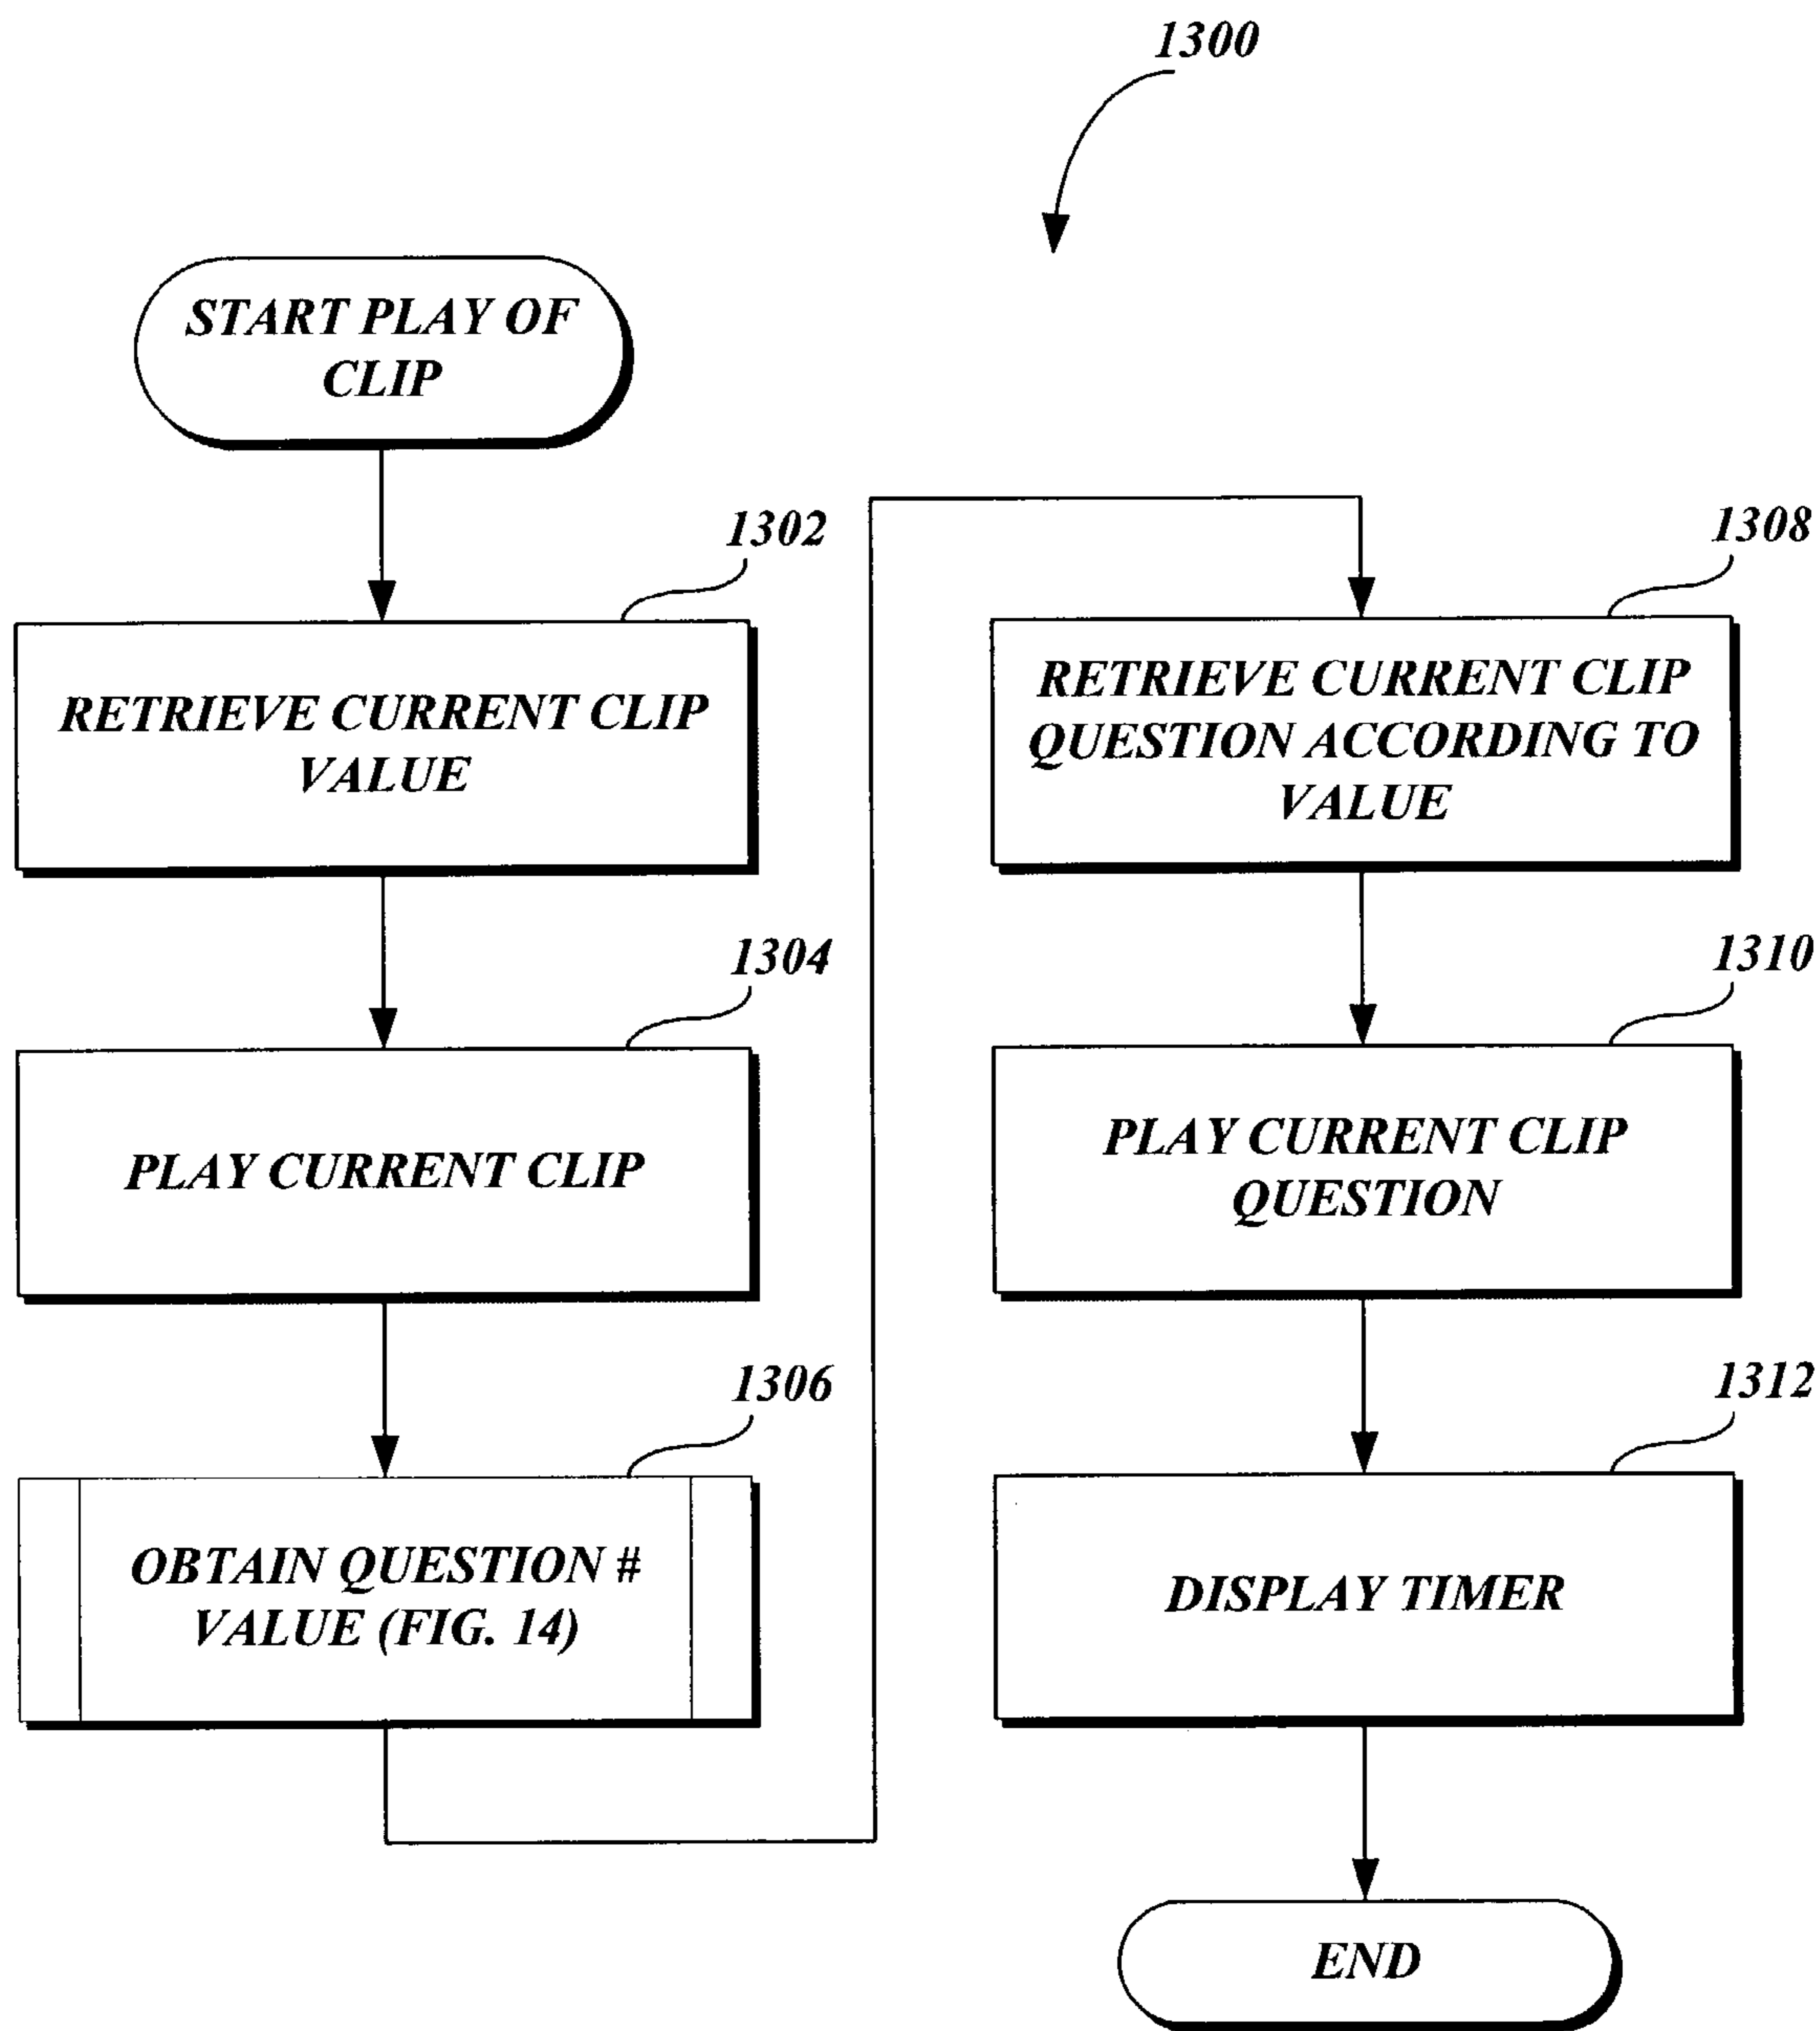 1300
START PLAY OF
CLIP
1302
RETRIEVE CURRENT CLIP
VALUE
1304
PLAY CURRENT CLIP
1306
OBTAIN QUESTION #
VALUE (FIG. 14)
1308
RETRIEVE CURRENT CLIP
QUESTION ACCORDING TO
VALUE
1310
PLAY CURRENT CLIP
QUESTION
1312
DISPLAY TIMER
END